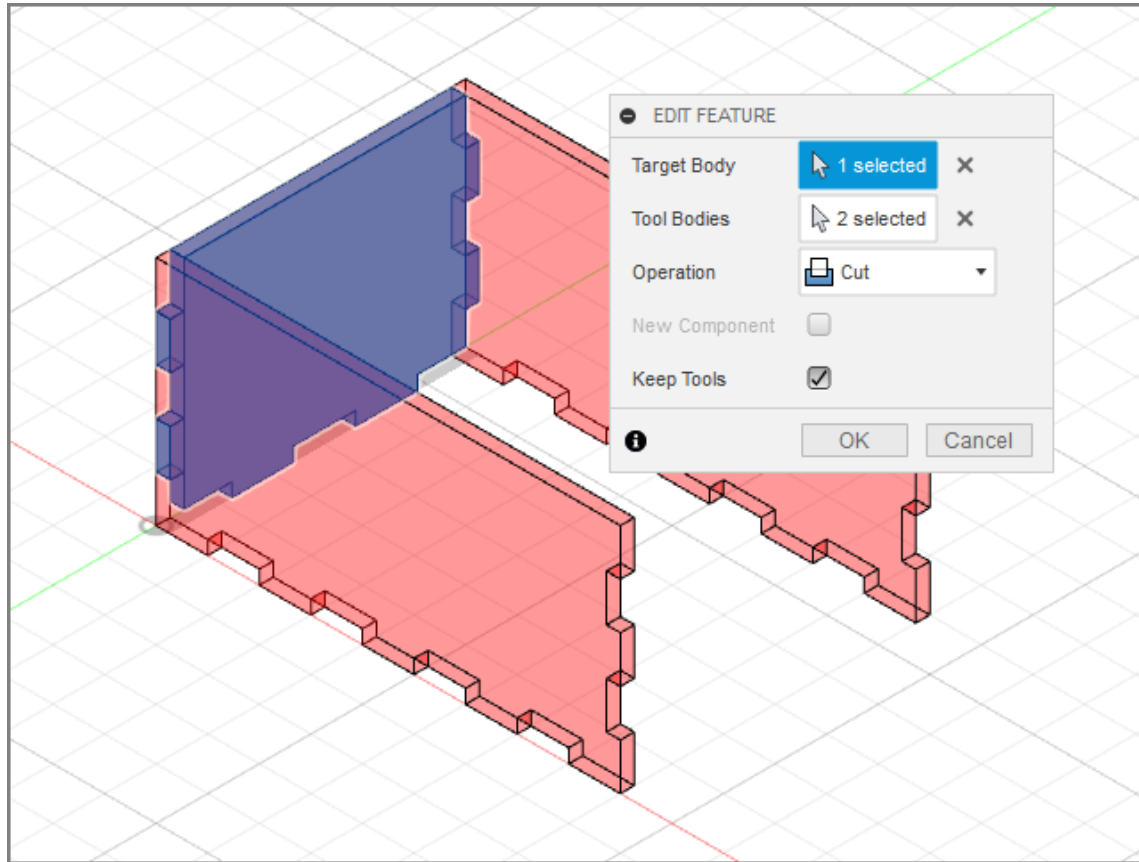 EDIT FEATURE
Target Body 1 selected
Tool Bodies 2 selected
Operation Cut
New Component
Keep Tools
OK Cancel